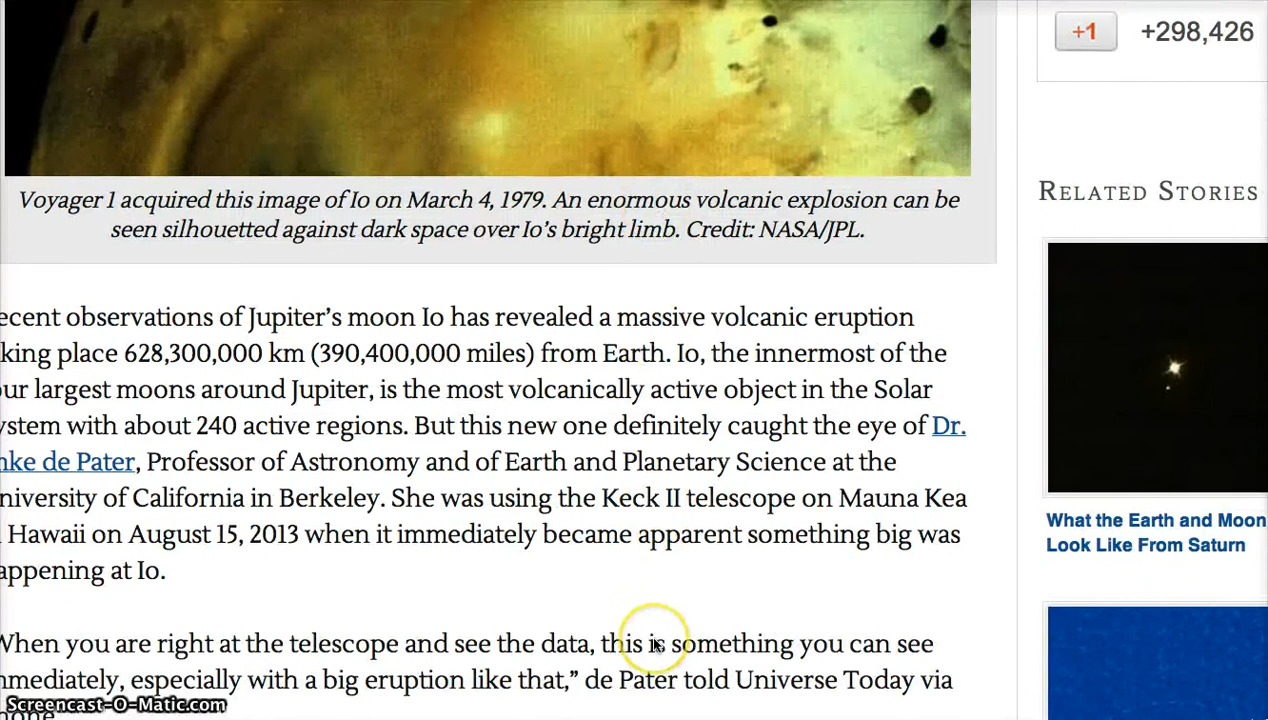 +1 +298,426
Voyager 1 acquired this image of Io on March 4, 1979. An enormous volcanic explosion can be
seen silhouetted against dark space over Io's bright limb. Credit: NASA/JPL.
ecent observations of Jupiter's moon Io has revealed a massive volcanic eruption
king place 628,300,000 km (390,400,000 miles) from Earth. Io, the innermost of the
our largest moons around Jupiter, is the most volcanically active object in the Solar
ystem with about 240 active regions. But this new one definitely caught the eye of Dr.
nke de Pater, Professor of Astronomy and of Earth and Planetary Science at the
niversity of California in Berkeley. She was using the Keck II telescope on Mauna Kea
Hawaii on August 15, 2013 when it immediately became apparent something big was
appening at Io.
When you are right at the telescope and see the data, this is something you can see
mmediately, especially with a big eruption like that,” de Pater told Universe Today via
RELATED STORIES
What the Earth and Moon
Look Like From Saturn
Screencast-O-Matic.com